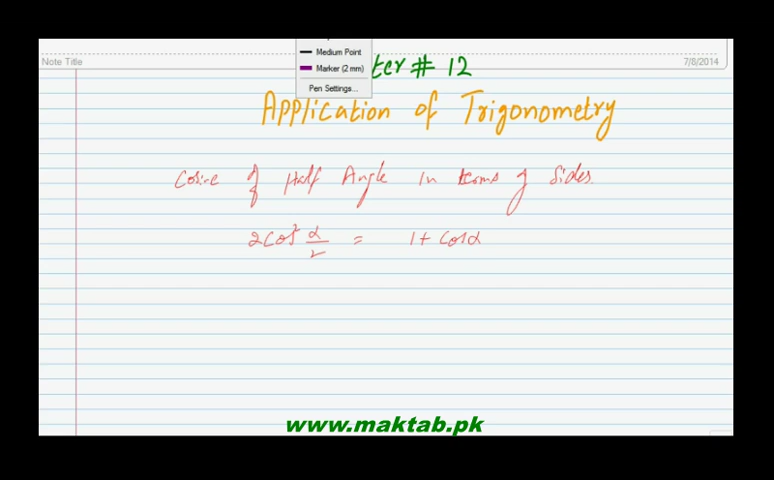 Note Title
7/8/2014
Medium Point
Marker (2 mm)
Pen Settings...
ter # 12
Application of Trigonometry
Cosine of Half Angle in terms of Sides.
2Cos² α/2 = 1 + Cosα
www.maktab.pk